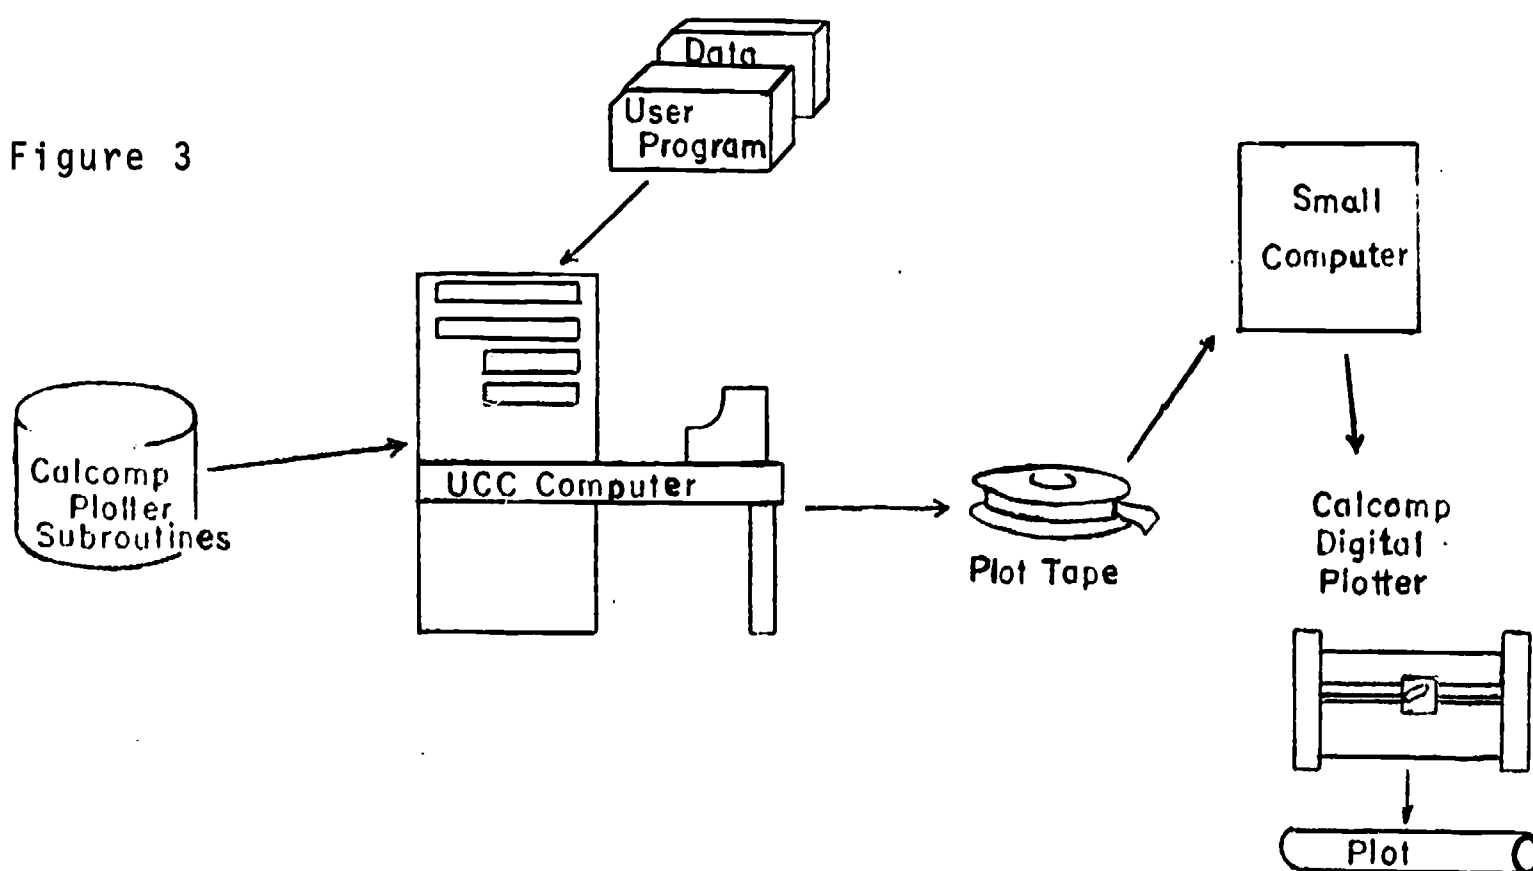 Figure 3
Data
User
Program
Small
Computer
Calcomp
Plotter
Subroutines
UCC Computer
Plot Tape
Calcomp
Digital
Plotter
Plot